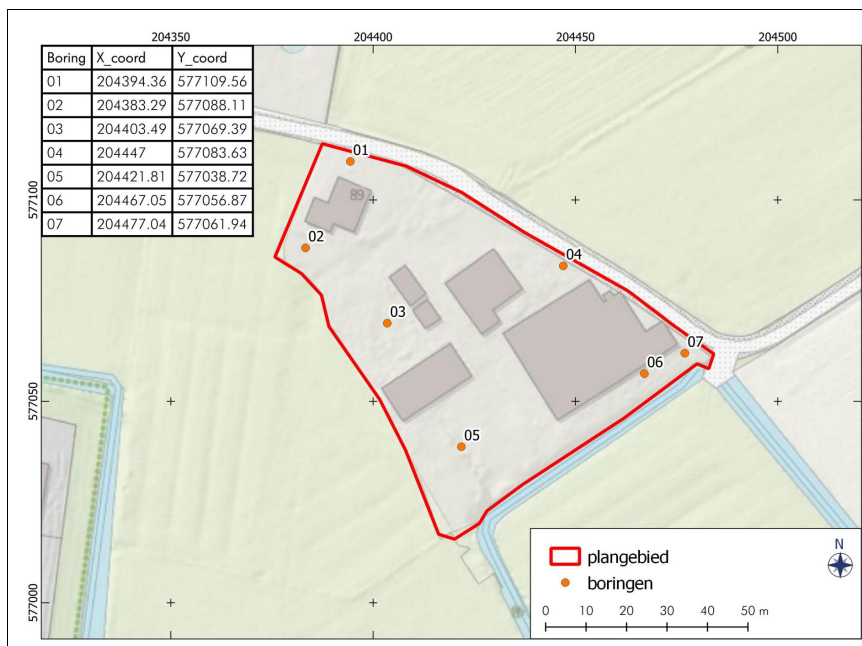 204350 204400 204450 204500
Boring X_coord Y_coord
01 204394.36 577109.56
02 204383.29 577088.11
03 204403.49 577069.39
04 204447 577083.63
05 204421.81 577038.72
06 204467.05 577056.87
07 204477.04 577061.94
577100
577050
577000
01
89
02
04
03
07
06
05
plangebied
boringen
N
0 10 20 30 40 50 m